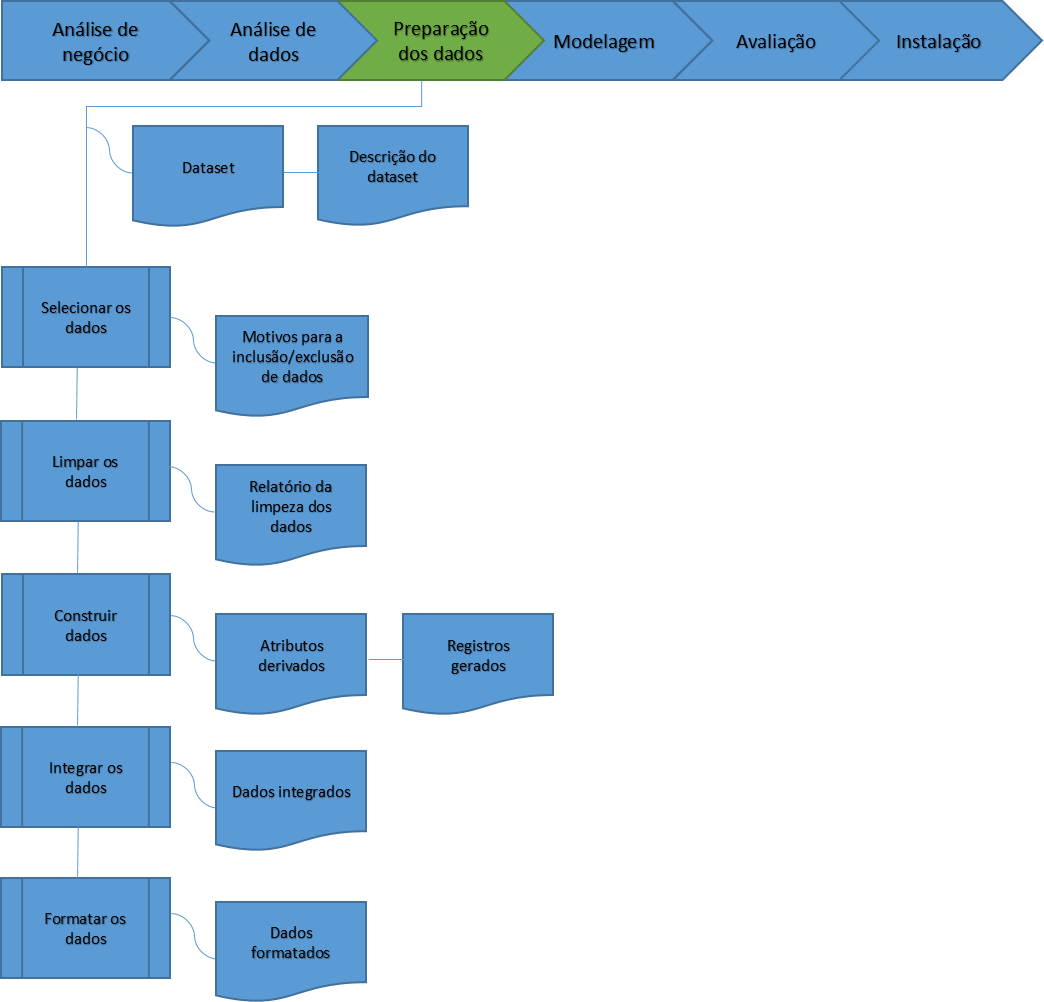 Análise de
negócio
Análise de
dados
Preparação
dos dados
Modelagem
Avaliação
Instalação
Dataset
Descrição do
dataset
Selecionar os
dados
Motivos para a
inclusão/exclusão
de dados
Limpar os
dados
Relatório da
limpeza dos
dados
Construir
dados
Atributos
derivados
Registros
gerados
Integrar os
dados
Dados integrados
Formatar os
dados
Dados
formatados